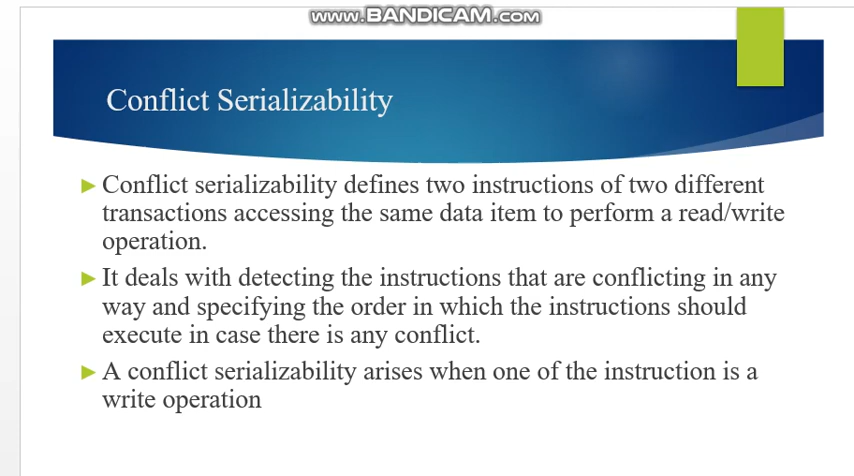 www.BANDICAM.com
Conflict Serializability
Conflict serializability defines two instructions of two different
transactions accessing the same data item to perform a read/write
operation.
It deals with detecting the instructions that are conflicting in any
way and specifying the order in which the instructions should
execute in case there is any conflict.
A conflict serializability arises when one of the instruction is a
write operation